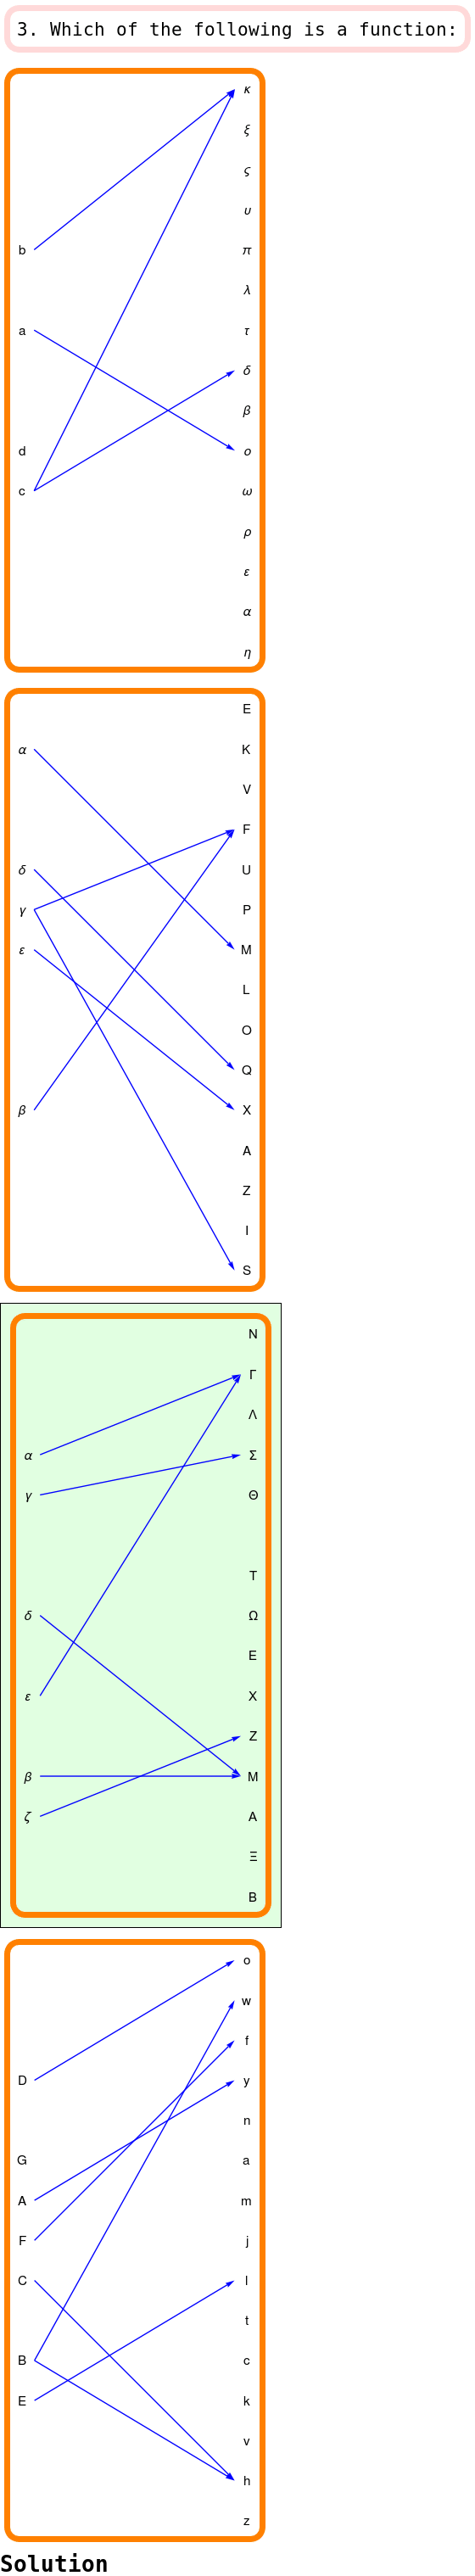 3. Which of the following is a function:
κ
ξ
ς
υ
b π
λ
a τ
δ
β
d ο
c ω
ρ
ε
α
η
E
α K
V
F
δ U
γ P
ε M
L
O
Q
β X
A
Z
I
S
Ν
Γ
Λ
α Σ
γ Θ
Τ
δ Ω
Ε
ε Χ
Ζ
β Μ
ζ Α
Ξ
Β
o
w
f
D y
n
G a
A m
F j
C l
t
B c
E k
v
h
z
Solution